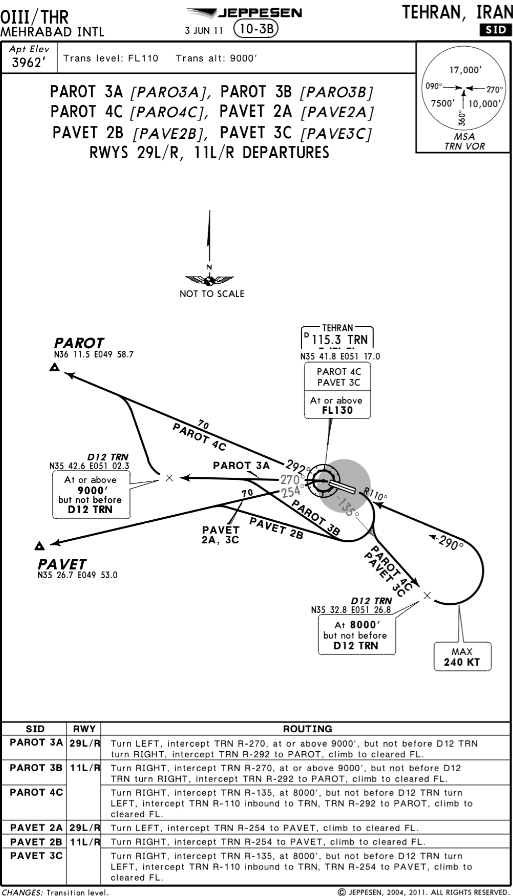 OIII/THR
MEHRABAD INTL
JEPPESEN
3 JUN 11
10-3B
TEHRAN, IRAN
SID
Apt Elev
3962'
Trans level: FL110 Trans alt: 9000'
PAROT 3A [PARO3A], PAROT 3B [PARO3B]
PAROT 4C [PARO4C], PAVET 2A [PAVE2A]
PAVET 2B [PAVE2B], PAVET 3C [PAVE3C]
RWYS 29L/R, 11L/R DEPARTURES
17,000'
090°
270°
7500'
10,000'
360°
MSA
TRN VOR
N
NOT TO SCALE
PAROT
N36 11.5 E049 58.7
TEHRAN
D
115.3 TRN
N35 41.8 E051 17.0
PAROT 4C
PAVET 3C
At or above
FL130
70
PAROT 4C
292°
D12 TRN
N35 42.6 E051 02.3
At or above
9000'
but not before
D12 TRN
PAROT 3A
270°
254°
70
PAROT 3B
PAVET
2A, 3C
PAVET 2B
135°
R110°
290°
PAVET
N35 26.7 E049 53.0
PAROT 4C
PAVET 3C
D12 TRN
N35 32.8 E051 26.8
At 8000'
but not before
D12 TRN
MAX
240 KT
SID RWY ROUTING
PAROT 3A 29L/R Turn LEFT, intercept TRN R-270, at or above 9000', but not before D12 TRN
turn RIGHT, intercept TRN R-292 to PAROT, climb to cleared FL.
PAROT 3B 11L/R Turn RIGHT, intercept TRN R-270, at or above 9000', but not before D12
TRN turn RIGHT, intercept TRN R-292 to PAROT, climb to cleared FL.
PAROT 4C Turn RIGHT, intercept TRN R-135, at 8000', but not before D12 TRN turn
LEFT, intercept TRN R-110 inbound to TRN, TRN R-292 to PAROT, climb to
cleared FL.
PAVET 2A 29L/R Turn LEFT, intercept TRN R-254 to PAVET, climb to cleared FL.
PAVET 2B 11L/R Turn RIGHT, intercept TRN R-254 to PAVET, climb to cleared FL.
PAVET 3C Turn RIGHT, intercept TRN R-135, at 8000', but not before D12 TRN turn
LEFT, intercept TRN R-110 inbound to TRN, TRN R-254 to PAVET, climb to
cleared FL.
CHANGES: Transition level.
© JEPPESEN, 2004, 2011. ALL RIGHTS RESERVED.